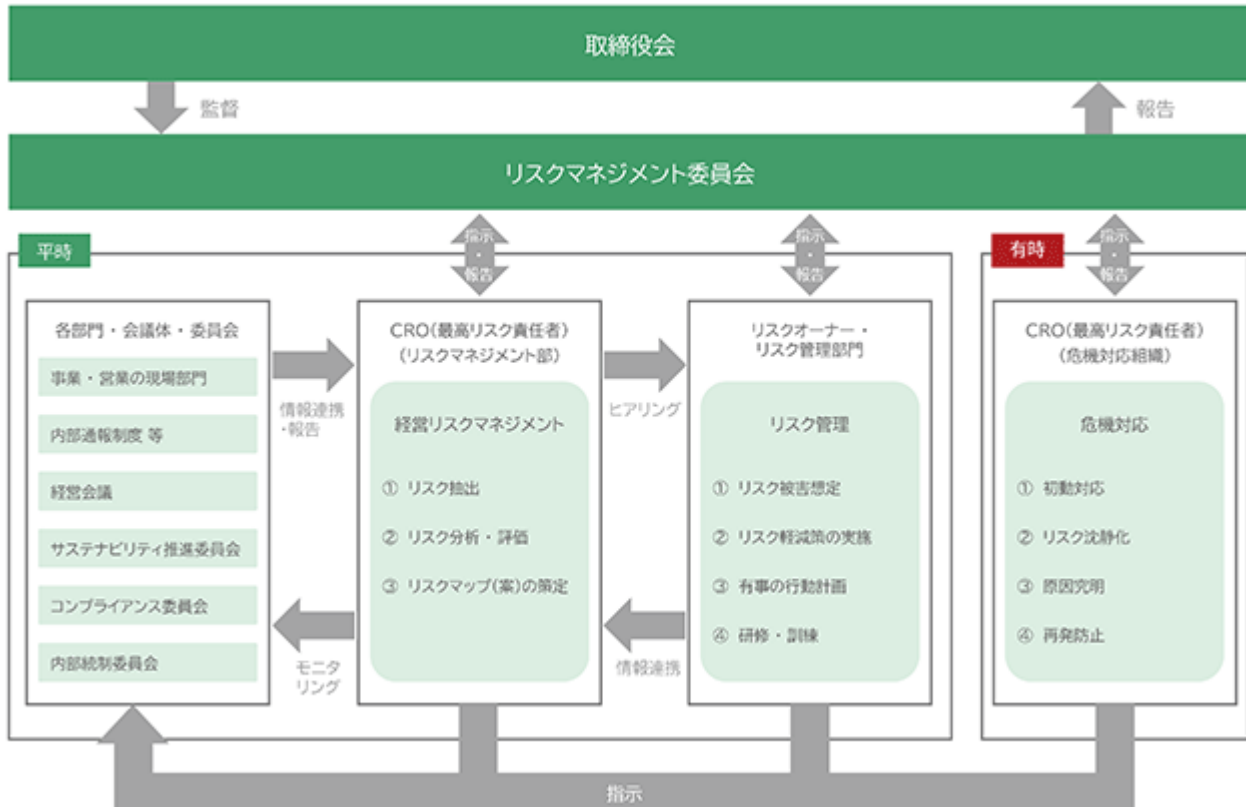 取締役会
監督
報告
リスクマネジメント委員会
指示
・
報告
指示
・
報告
指示
・
報告
平時
有時
各部門・会議体・委員会
事業・営業の現場部門
内部通報制度 等
経営会議
サステナビリティ推進委員会
コンプライアンス委員会
内部統制委員会
情報連携
・報告
モニタ
リング
CRO(最高リスク責任者)
(リスクマネジメント部)
経営リスクマネジメント
① リスク抽出
② リスク分析・評価
③ リスクマップ(案)の策定
ヒアリング
情報連携
リスクオーナー・
リスク管理部門
リスク管理
① リスク被害想定
② リスク軽減策の実施
③ 有事の行動計画
④ 研修・訓練
CRO(最高リスク責任者)
(危機対応組織)
危機対応
① 初動対応
② リスク沈静化
③ 原因究明
④ 再発防止
指示